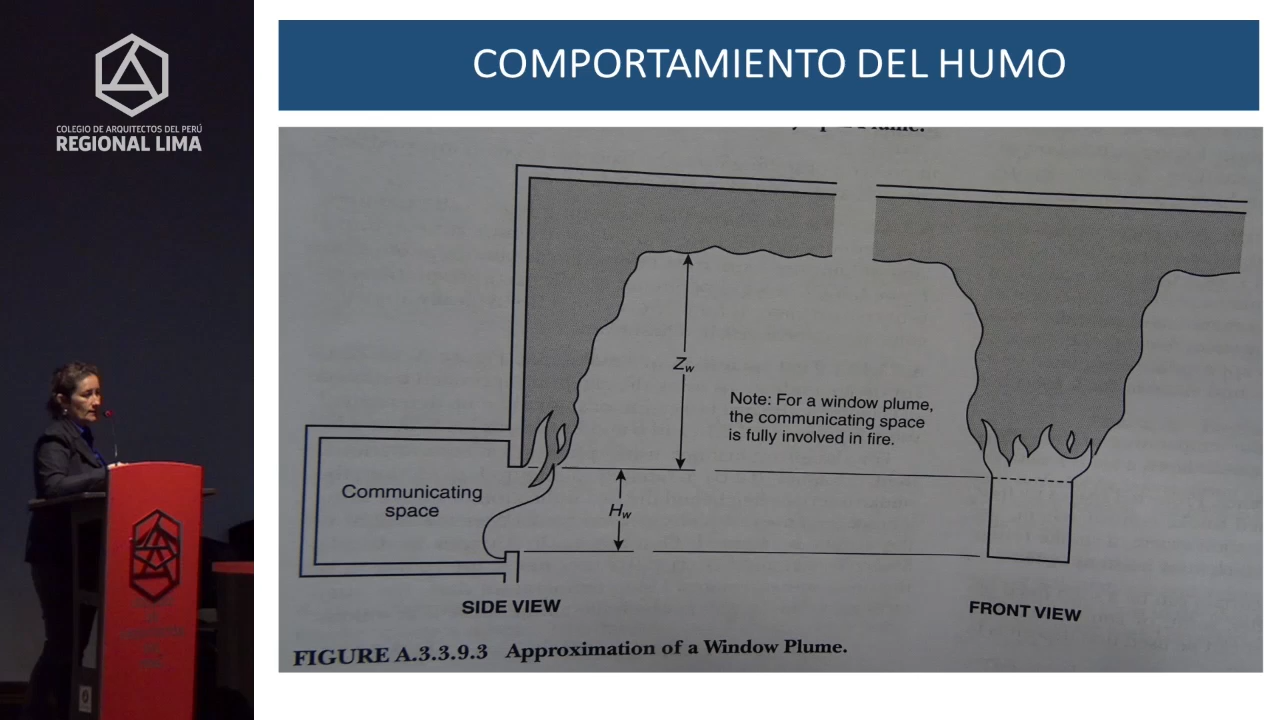 COLEGIO DE ARQUITECTOS DEL PERÚ
REGIONAL LIMA
COMPORTAMIENTO DEL HUMO
Zw
Note: For a window plume,
the communicating space
is fully involved in fire.
Communicating
space
Hw
SIDE VIEW
FRONT VIEW
FIGURE A.3.3.9.3 Approximation of a Window Plume.